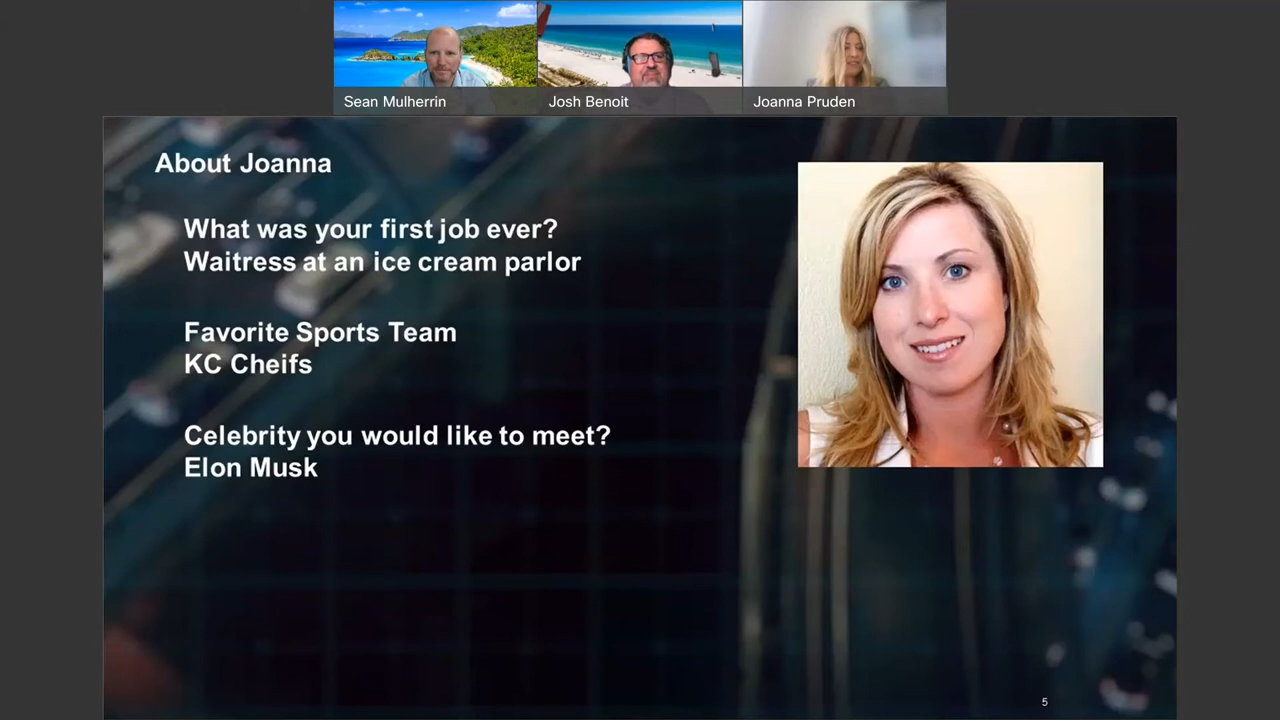 Sean Mulherrin
Josh Benoit
Joanna Pruden
About Joanna
What was your first job ever?
Waitress at an ice cream parlor
Favorite Sports Team
KC Cheifs
Celebrity you would like to meet?
Elon Musk
5